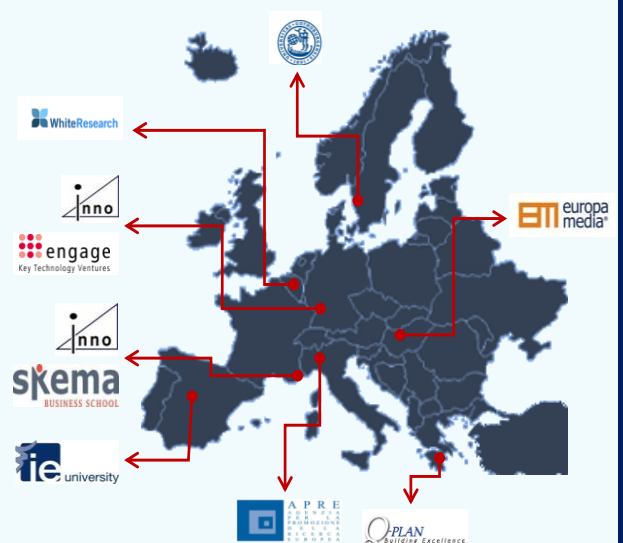 WhiteResearch
inno
engage
Key Technology Ventures
europa
media
inno
skema
BUSINESS SCHOOL
ie university
APRE
AGENZIA
PER LA
PROMOZIONE
DELLA
RICERCA
EUROPEA
Q-PLAN
Building Excellence